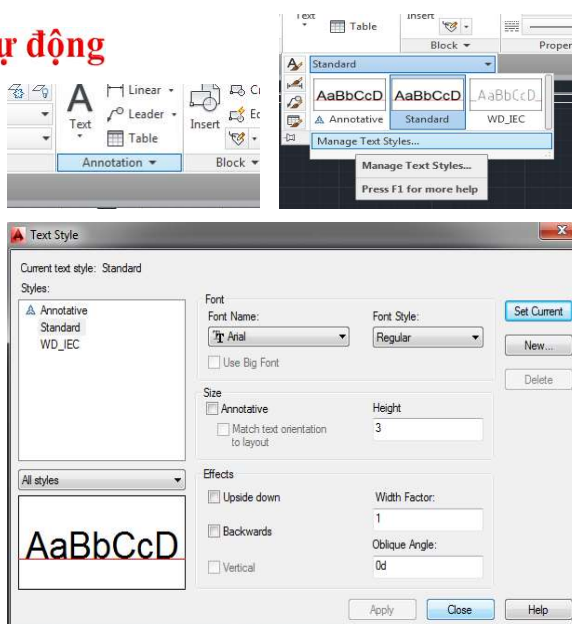 ự động
Linear
Leader
Text
Table
Insert
Annotation
Block
Text
Table
Insert
Block
Proper
Standard
AaBbCcD AaBbCcD AaBbCcD
Annotative Standard WD_IEC
Manage Text Styles...
Manage Text Styles...
Press F1 for more help
Text Style
Current text style: Standard
Styles:
Annotative
Standard
WD_IEC
All styles
AaBbCcD
Font
Font Name: Font Style:
Arial Regular
Use Big Font
Size
Annotative Height
Match text orientation 3
to layout
Effects
Upside down Width Factor:
1
Backwards
Oblique Angle:
Vertical 0d
Set Current
New...
Delete
Apply Close Help